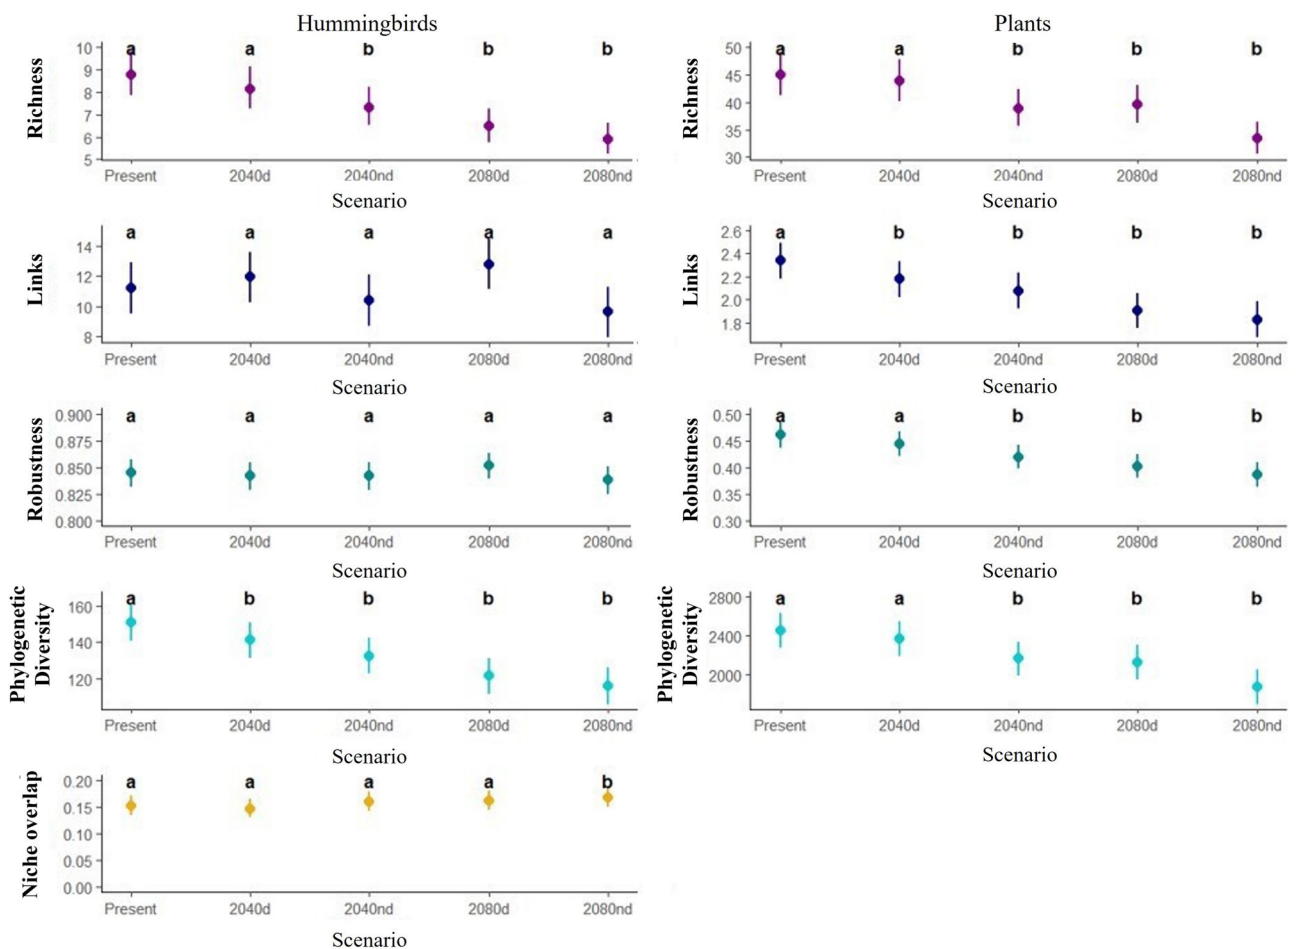 Hummingbirds
Richness
10
9
8
7
6
5
a a b b b
Present 2040d 2040nd 2080d 2080nd
Scenario
Links
14
12
10
8
a a a a a
Present 2040d 2040nd 2080d 2080nd
Scenario
Robustness
0.900
0.875
0.850
0.825
0.800
a a a a a
Present 2040d 2040nd 2080d 2080nd
Scenario
Phylogenetic
Diversity
160
140
120
a b b b b
Present 2040d 2040nd 2080d 2080nd
Scenario
Niche overlap
0.20
0.15
0.10
0.05
0.00
a a a a b
Present 2040d 2040nd 2080d 2080nd
Scenario
Plants
Richness
50
45
40
35
30
a a b b b
Present 2040d 2040nd 2080d 2080nd
Scenario
Links
2.6
2.4
2.2
2.0
1.8
a b b b b
Present 2040d 2040nd 2080d 2080nd
Scenario
Robustness
0.50
0.45
0.40
0.35
0.30
a a b b b
Present 2040d 2040nd 2080d 2080nd
Scenario
Phylogenetic
Diversity
2800
2400
2000
a a b b b
Present 2040d 2040nd 2080d 2080nd
Scenario